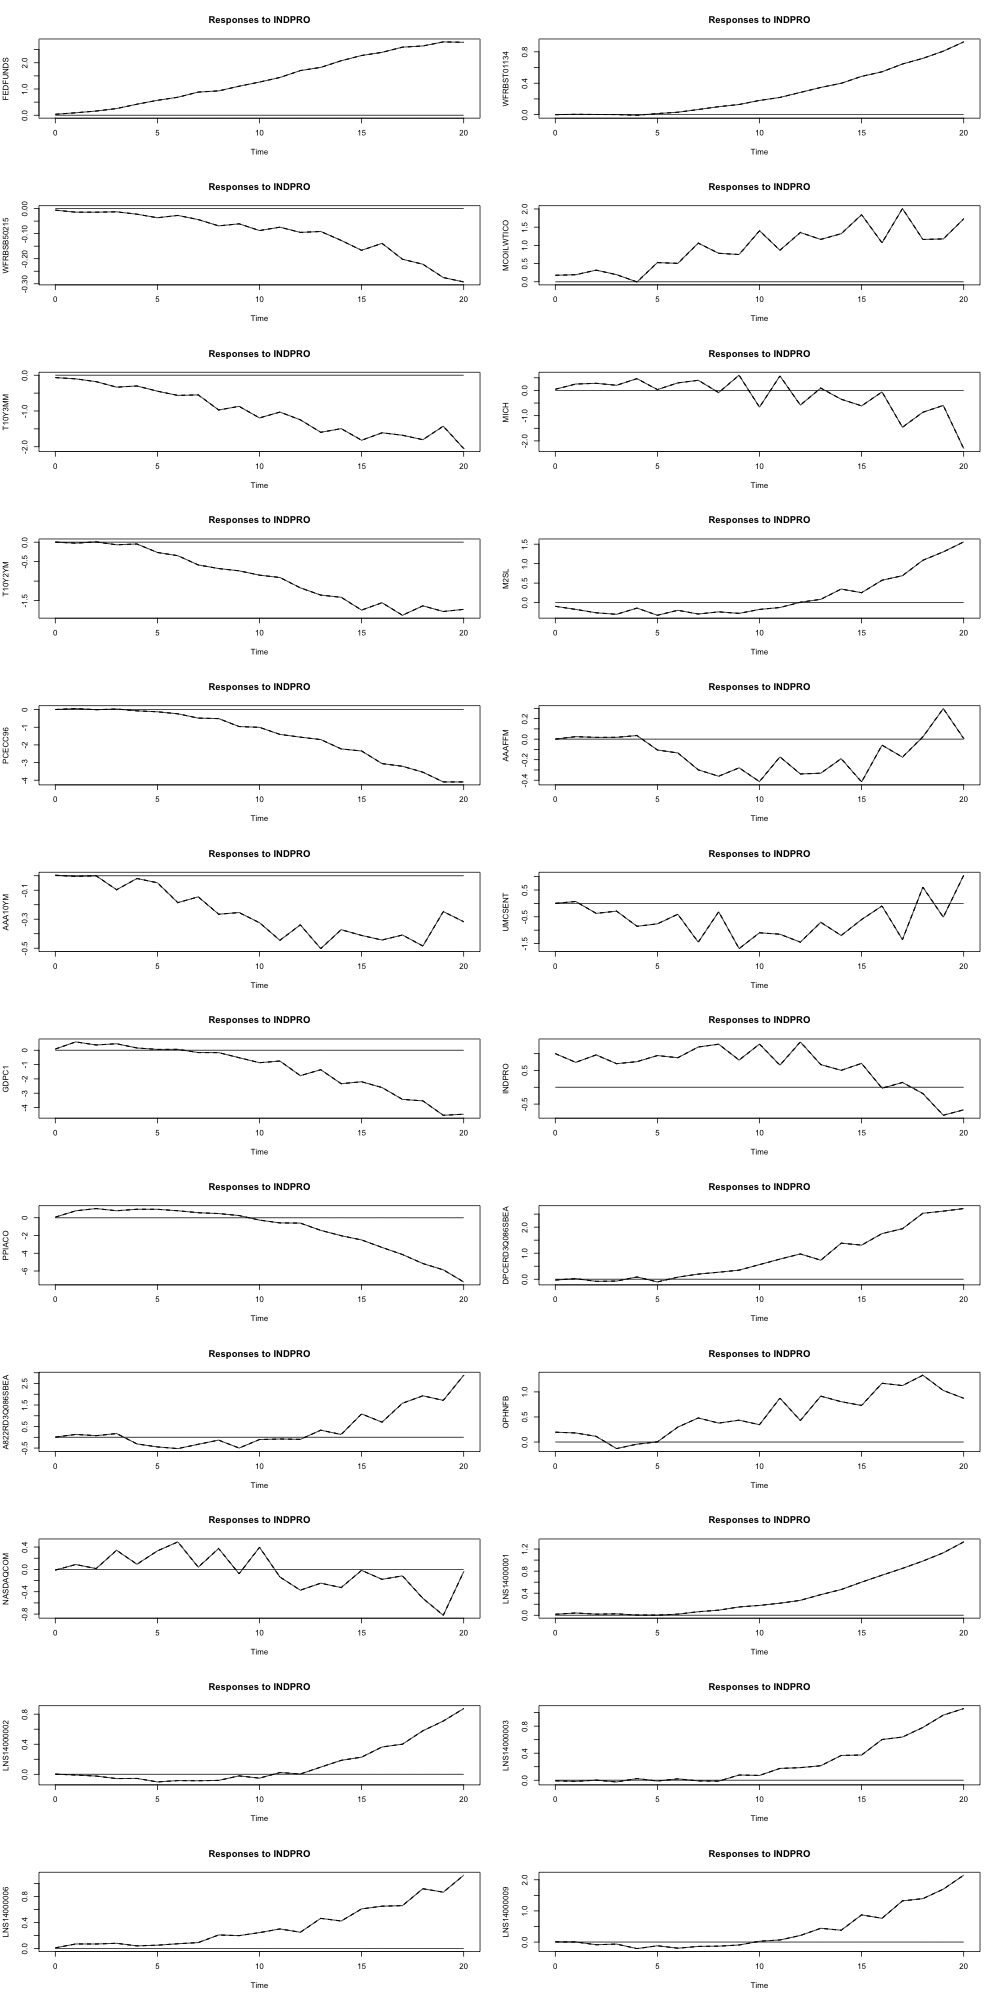 Responses to INDPRO Responses to INDPRO
FEDFUNDS 0.0 1.0 2.0 WFRBST01134 0.0 0.4 0.8
0 5 10 15 20 0 5 10 15 20
Time Time
Responses to INDPRO Responses to INDPRO
WFRBSB50215 -0.30 -0.20 -0.10 0.00 MCOILWTICO 0.0 0.5 1.0 1.5 2.0
0 5 10 15 20 0 5 10 15 20
Time Time
Responses to INDPRO Responses to INDPRO
T10Y3MM -2.0 -1.0 0.0 MICH -2.0 -1.0 0.0
0 5 10 15 20 0 5 10 15 20
Time Time
Responses to INDPRO Responses to INDPRO
T10Y2YM -1.5 -0.5 0.0 M2SL 0.0 0.5 1.0 1.5
0 5 10 15 20 0 5 10 15 20
Time Time
Responses to INDPRO Responses to INDPRO
PCECC96 -4 -3 -2 -1 0 AAAFFM -0.4 -0.2 0.0 0.2
0 5 10 15 20 0 5 10 15 20
Time Time
Responses to INDPRO Responses to INDPRO
AAA10YM -0.5 -0.3 -0.1 UMCSENT -1.5 -0.5 0.5
0 5 10 15 20 0 5 10 15 20
Time Time
Responses to INDPRO Responses to INDPRO
GDPC1 -4 -3 -2 -1 0 INDPRO -0.5 0.5
0 5 10 15 20 0 5 10 15 20
Time Time
Responses to INDPRO Responses to INDPRO
PPIACO -6 -4 -2 0 DPCERD3Q086SBEA 0.0 1.0 2.0
0 5 10 15 20 0 5 10 15 20
Time Time
Responses to INDPRO Responses to INDPRO
A822RD3Q086SBEA -0.5 0.5 1.5 2.5 OPHNFB 0.0 0.5 1.0
0 5 10 15 20 0 5 10 15 20
Time Time
Responses to INDPRO Responses to INDPRO
NASDAQCOM -0.8 -0.4 0.0 0.4 LNS14000001 0.0 0.4 0.8 1.2
0 5 10 15 20 0 5 10 15 20
Time Time
Responses to INDPRO Responses to INDPRO
LNS14000002 0.0 0.4 0.8 LNS14000003 0.0 0.4 0.8
0 5 10 15 20 0 5 10 15 20
Time Time
Responses to INDPRO Responses to INDPRO
LNS14000006 0.0 0.4 0.8 LNS14000009 0.0 1.0 2.0
0 5 10 15 20 0 5 10 15 20
Time Time